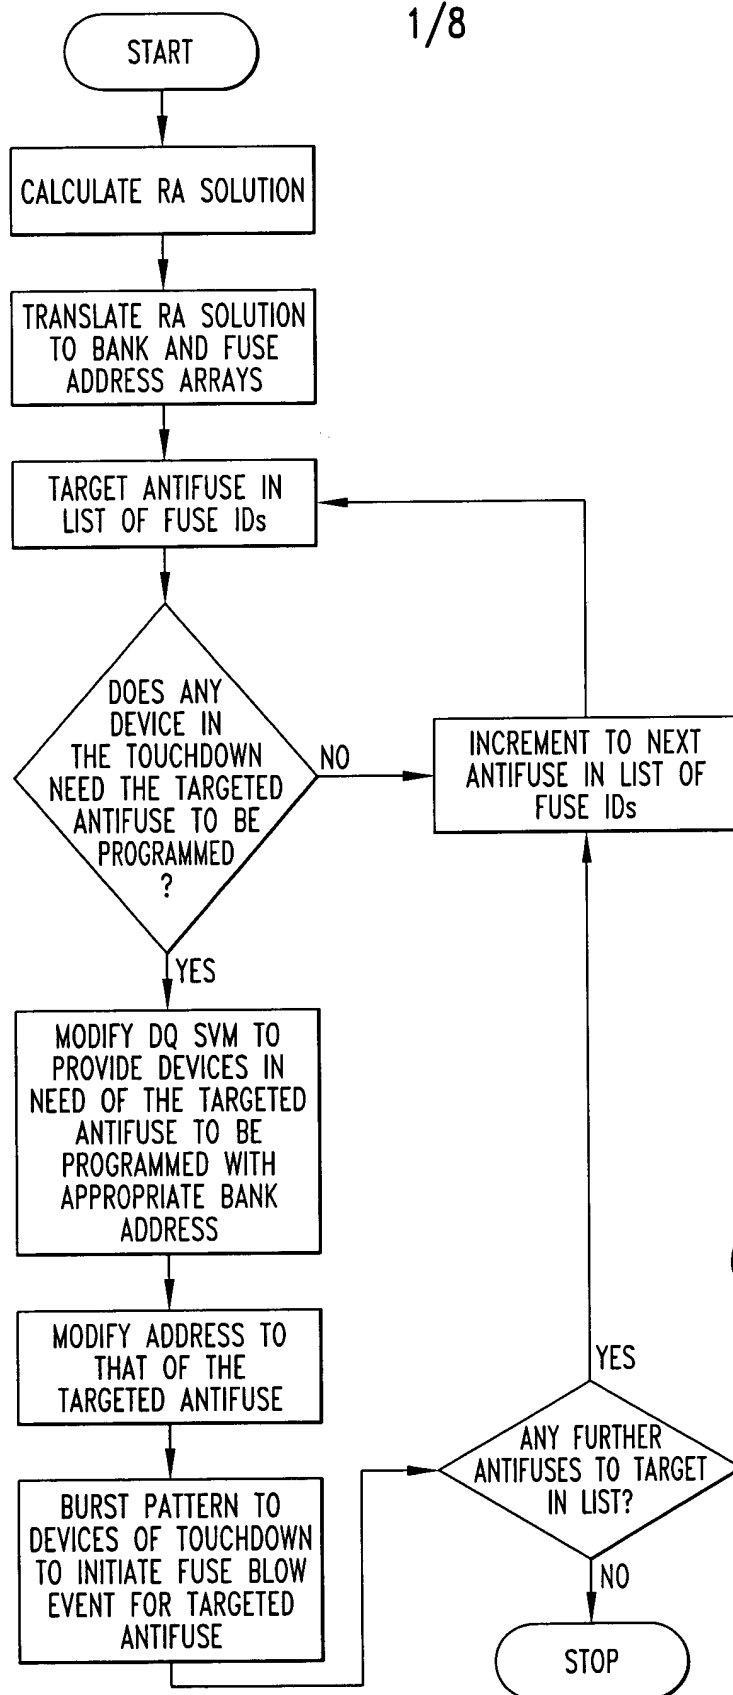 1/8
START
CALCULATE RA SOLUTION
TRANSLATE RA SOLUTION
TO BANK AND FUSE
ADDRESS ARRAYS
TARGET ANTIFUSE IN
LIST OF FUSE IDs
DOES ANY
DEVICE IN
THE TOUCHDOWN
NEED THE TARGETED
ANTIFUSE TO BE
PROGRAMMED
?
NO
INCREMENT TO NEXT
ANTIFUSE IN LIST OF
FUSE IDs
YES
MODIFY DQ SVM TO
PROVIDE DEVICES IN
NEED OF THE TARGETED
ANTIFUSE TO BE
PROGRAMMED WITH
APPROPRIATE BANK
ADDRESS
MODIFY ADDRESS TO
THAT OF THE
TARGETED ANTIFUSE
BURST PATTERN TO
DEVICES OF TOUCHDOWN
TO INITIATE FUSE BLOW
EVENT FOR TARGETED
ANTIFUSE
YES
ANY FURTHER
ANTIFUSES TO TARGET
IN LIST?
NO
STOP